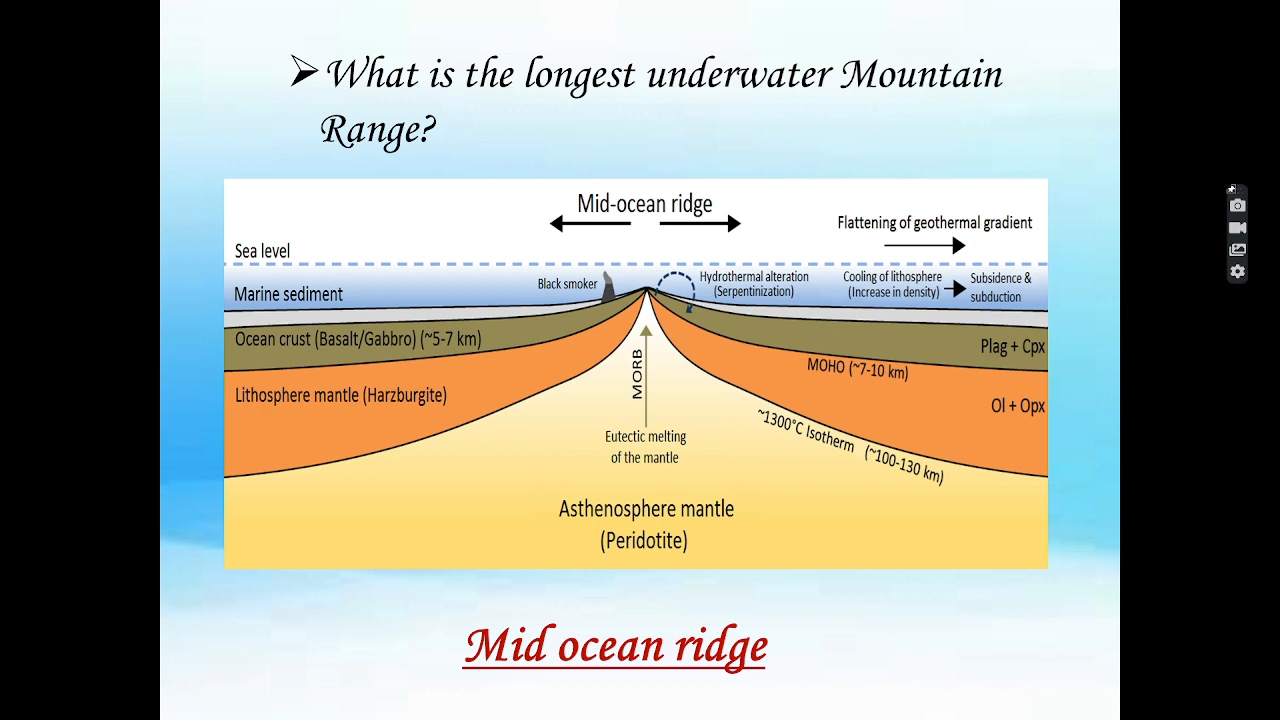 What is the longest underwater Mountain
Range?
Mid-ocean ridge
Flattening of geothermal gradient
Sea level
Black smoker
Hydrothermal alteration
(Serpentinization)
Cooling of lithosphere
(Increase in density)
Subsidence &
subduction
Marine sediment
Ocean crust (Basalt/Gabbro) (~5-7 km)
Plag + Cpx
MOHO (~7-10 km)
Lithosphere mantle (Harzburgite)
MORB
Ol + Opx
~1300°C Isotherm (~100-130 km)
Eutectic melting
of the mantle
Asthenosphere mantle
(Peridotite)
Mid ocean ridge